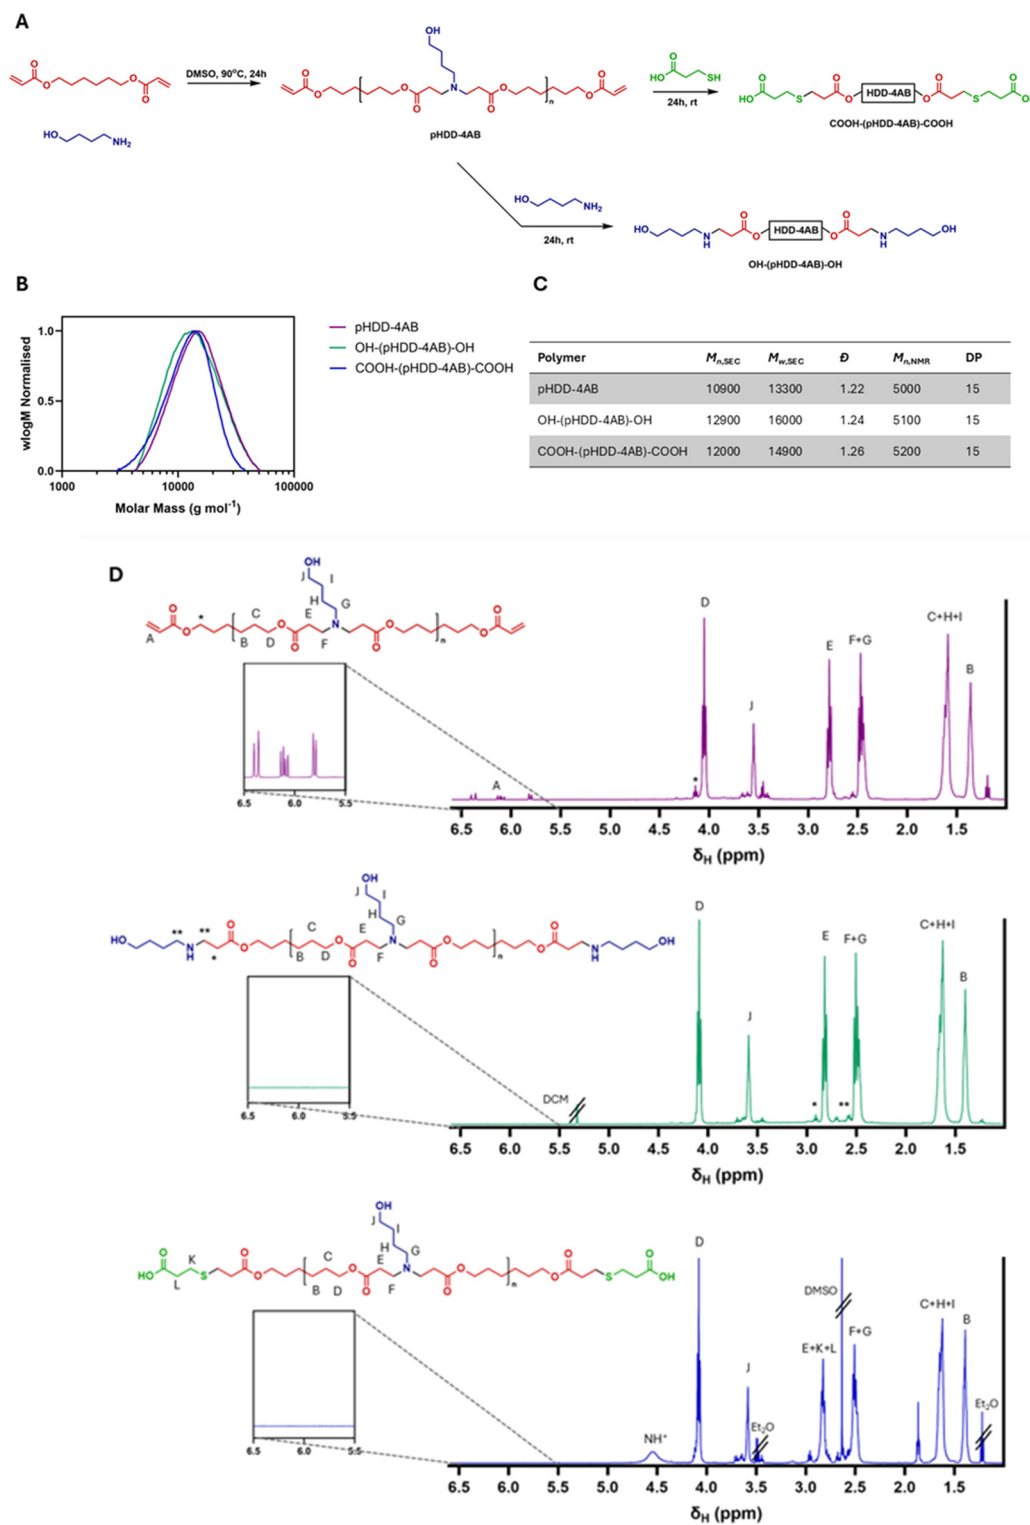 A
OH
DMSO, 90°C, 24h
O
O
O
O
HO
NH₂
O
O
O
N
O
O
O
O
O
n
pHDD-4AB
O
HO
SH
24h, rt
O
HO
S
O
O
HDD-4AB
O
O
S
O
O
COOH-(pHDD-4AB)-COOH
HO
NH₂
24h, rt
HO
N
H
O
O
HDD-4AB
O
O
N
H
OH
OH-(pHDD-4AB)-OH
B
wlogM Normalised
1.0
0.5
0.0
1000 10000 100000
Molar Mass (g mol⁻¹)
pHDD-4AB
OH-(pHDD-4AB)-OH
COOH-(pHDD-4AB)-COOH
C
Polymer Mn,SEC Mw,SEC Đ Mn,NMR DP
pHDD-4AB 10900 13300 1.22 5000 15
OH-(pHDD-4AB)-OH 12900 16000 1.24 5100 15
COOH-(pHDD-4AB)-COOH 12000 14900 1.26 5200 15
D
OH
J I
H G
O * C E O O
A O B D O N F O n O
6.5 6.0 5.5
A * D J E F+G C+H+I B
6.5 6.0 5.5 5.0 4.5 4.0 3.5 3.0 2.5 2.0 1.5
δH (ppm)
OH
J I
H G
HO ** N H ** * O O C B D O O E F N O O n O O N H OH
6.5 6.0 5.5
DCM D J * E ** F+G C+H+I B
6.5 6.0 5.5 5.0 4.5 4.0 3.5 3.0 2.5 2.0 1.5
δH (ppm)
OH
J I
H G
HO O L K S O O C B D O O E F N O O n O O S O OH
6.5 6.0 5.5
NH⁺ D J Et₂O E+K+L DMSO F+G C+H+I B Et₂O
6.5 6.0 5.5 5.0 4.5 4.0 3.5 3.0 2.5 2.0 1.5
δH (ppm)